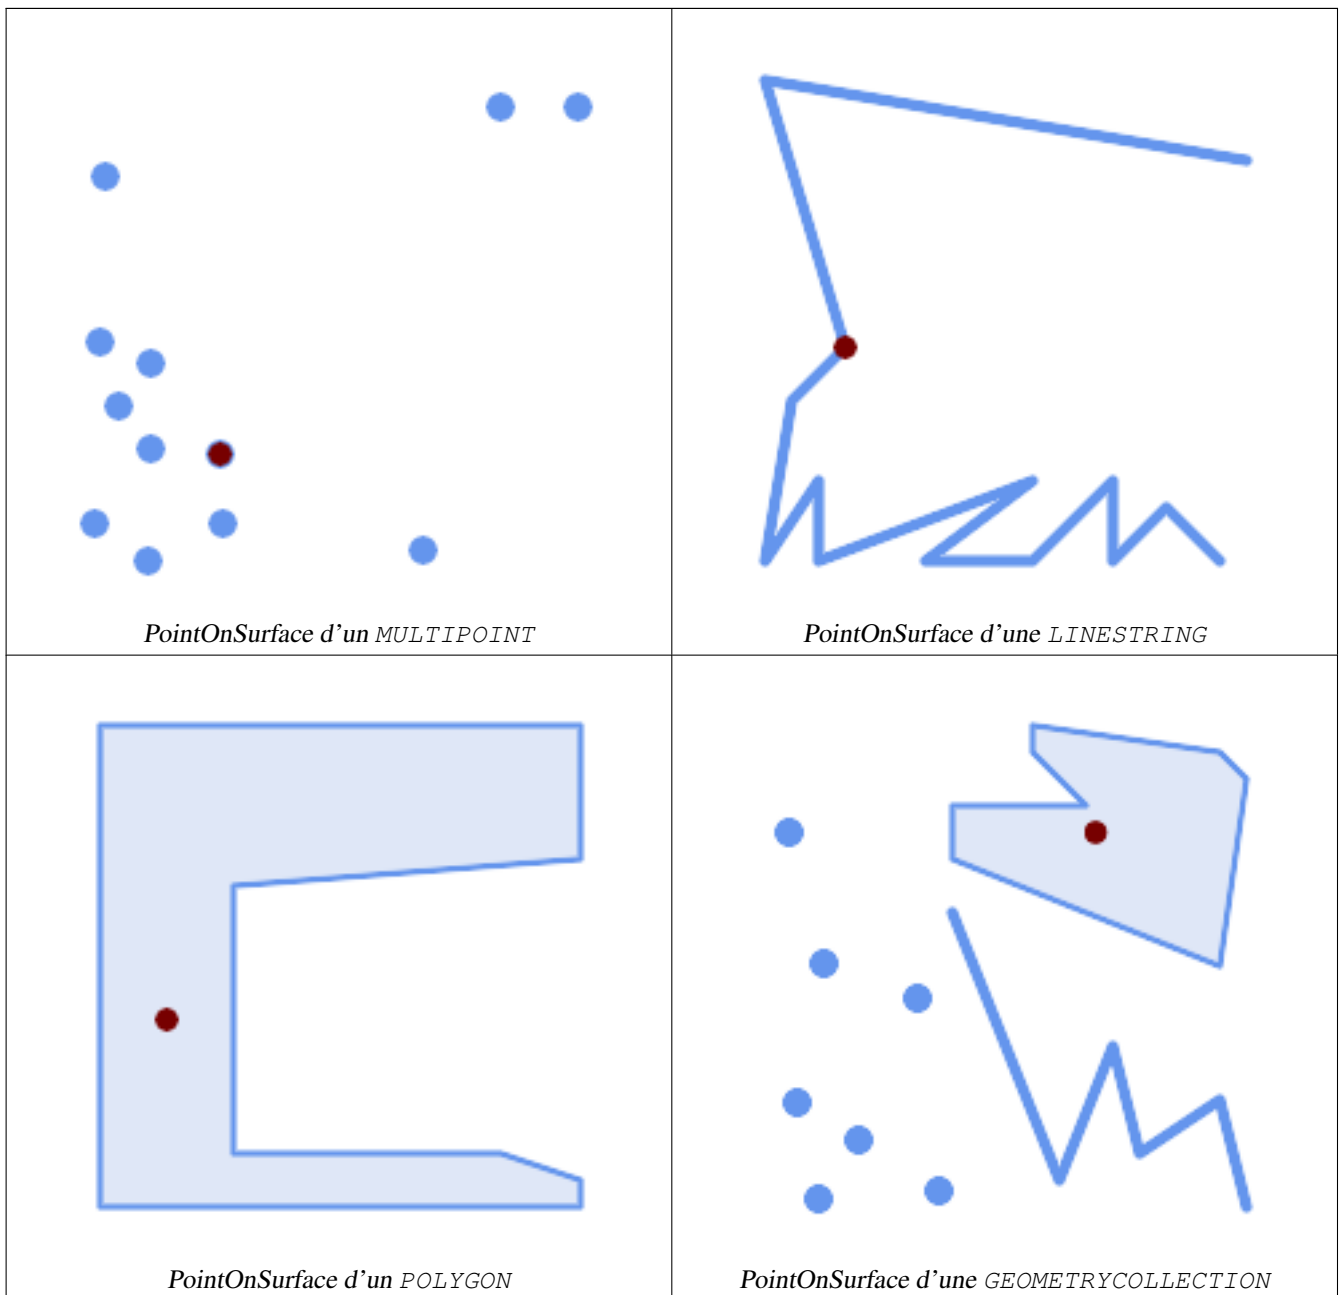 PointOnSurface d'un MULTIPOINT
PointOnSurface d'une LINESTRING
PointOnSurface d'un POLYGON
PointOnSurface d'une GEOMETRYCOLLECTION